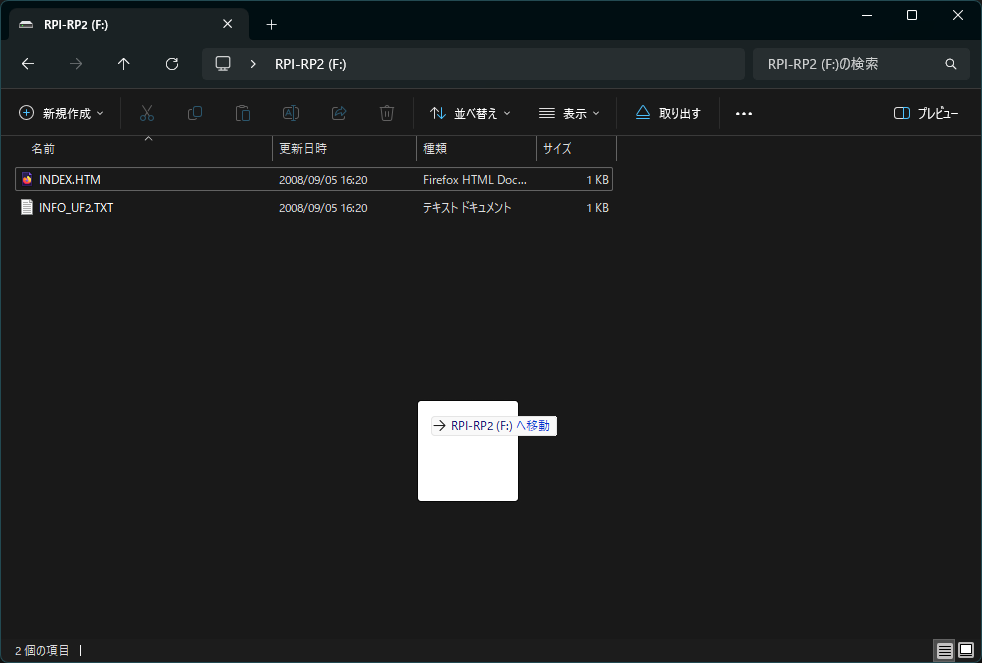 RPI-RP2 (F:)
RPI-RP2 (F:)
RPI-RP2 (F:)の検索
新規作成
並べ替え
表示
取り出す
プレビュー
名前
更新日時
種類
サイズ
INDEX.HTM 2008/09/05 16:20 Firefox HTML Doc... 1 KB
INFO_UF2.TXT 2008/09/05 16:20 テキスト ドキュメント 1 KB
RPI-RP2 (F:) へ移動
2 個の項目